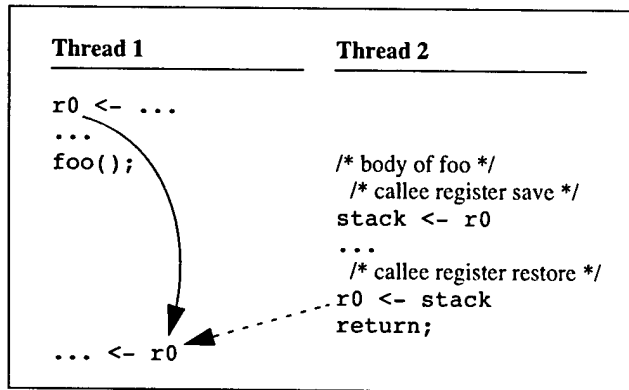 Thread 1
r0 <- ...
...
foo();
... <- r0
Thread 2
/* body of foo */
/* callee register save */
stack <- r0
...
/* callee register restore */
r0 <- stack
return;